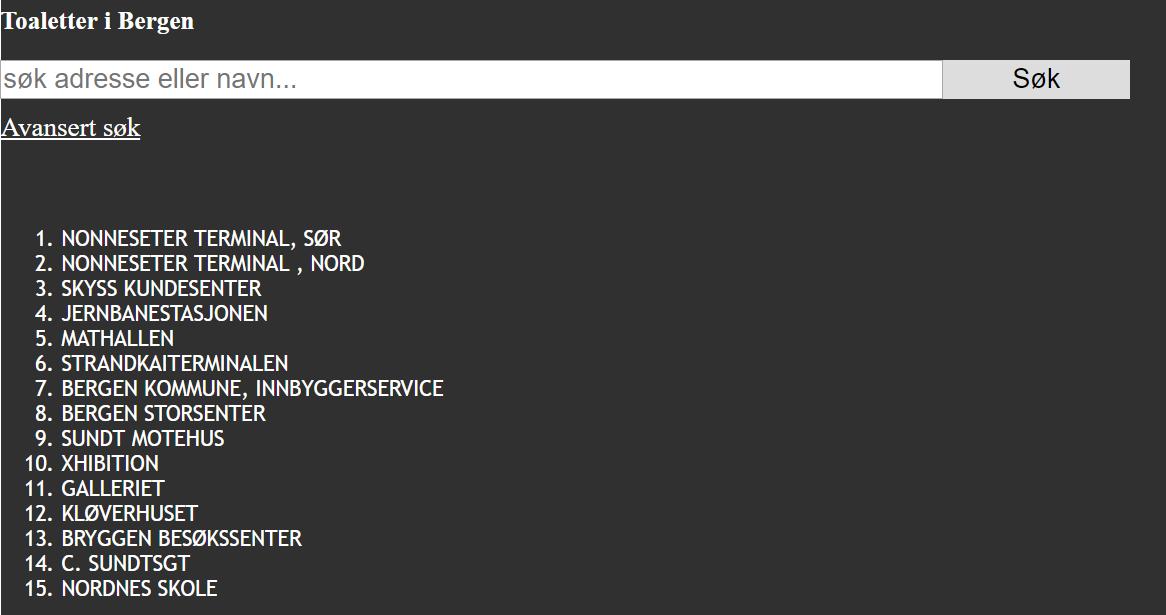 Toaletter i Bergen
søk adresse eller navn... Søk
Avansert søk
1. NONNESETER TERMINAL, SØR
2. NONNESETER TERMINAL , NORD
3. SKYSS KUNDESENTER
4. JERNBANESTASJONEN
5. MATHALLEN
6. STRANDKAITERMINALEN
7. BERGEN KOMMUNE, INNBYGGERSERVICE
8. BERGEN STORSENTER
9. SUNDT MOTEHUS
10. XHIBITION
11. GALLERIET
12. KLØVERHUSET
13. BRYGGEN BESØKSSENTER
14. C. SUNDTSGT
15. NORDNES SKOLE